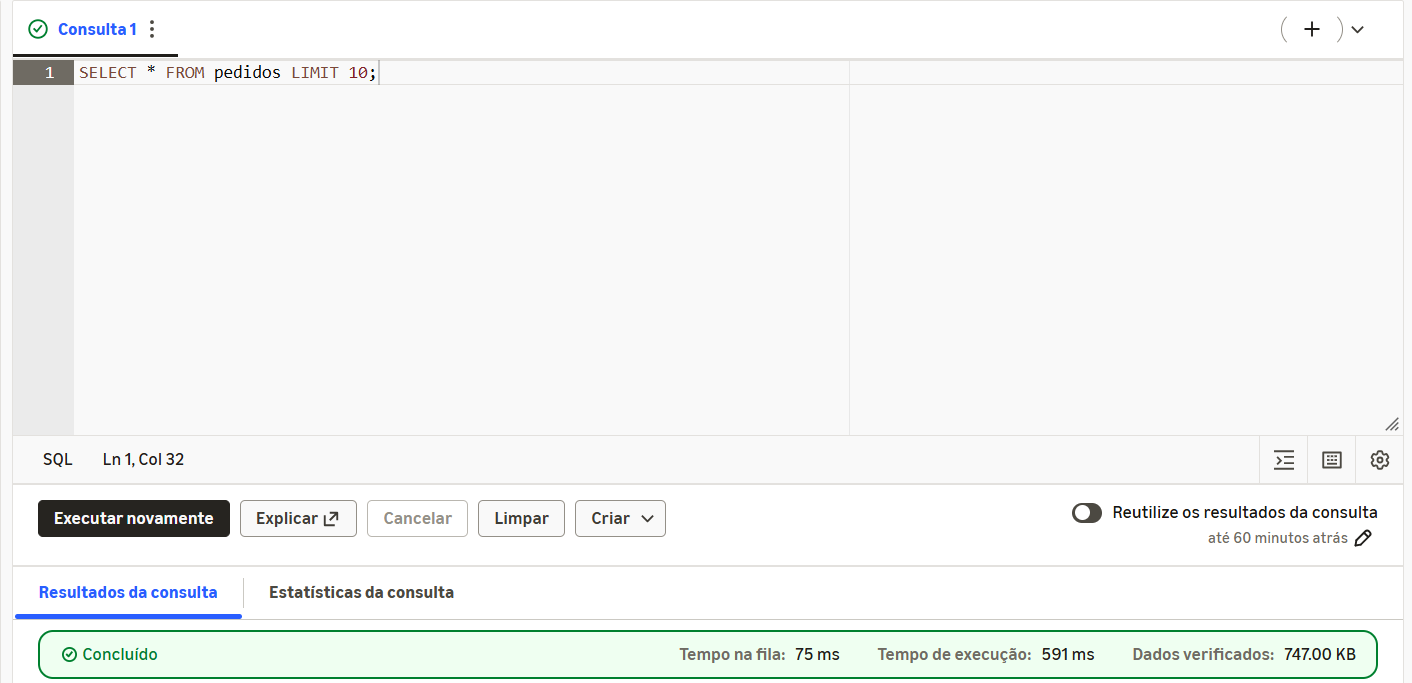 Consulta 1
1 SELECT * FROM pedidos LIMIT 10;
SQL Ln 1, Col 32
Executar novamente Explicar Cancelar Limpar Criar Reutilize os resultados da consulta
até 60 minutos atrás
Resultados da consulta Estatísticas da consulta
Concluído Tempo na fila: 75 ms Tempo de execução: 591 ms Dados verificados: 747.00 KB